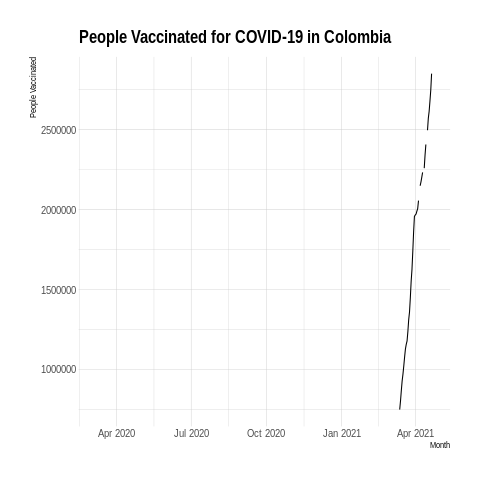 People Vaccinated for COVID-19 in Colombia
People Vaccinated
2500000
2000000
1500000
1000000
Apr 2020 Jul 2020 Oct 2020 Jan 2021 Apr 2021
Month